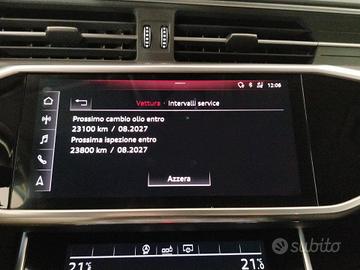 12:06
Vettura · Intervalli service
Prossimo cambio olio entro
23100 km / 08.2027
Prossima ispezione entro
23800 km / 08.2027
Azzera
subito